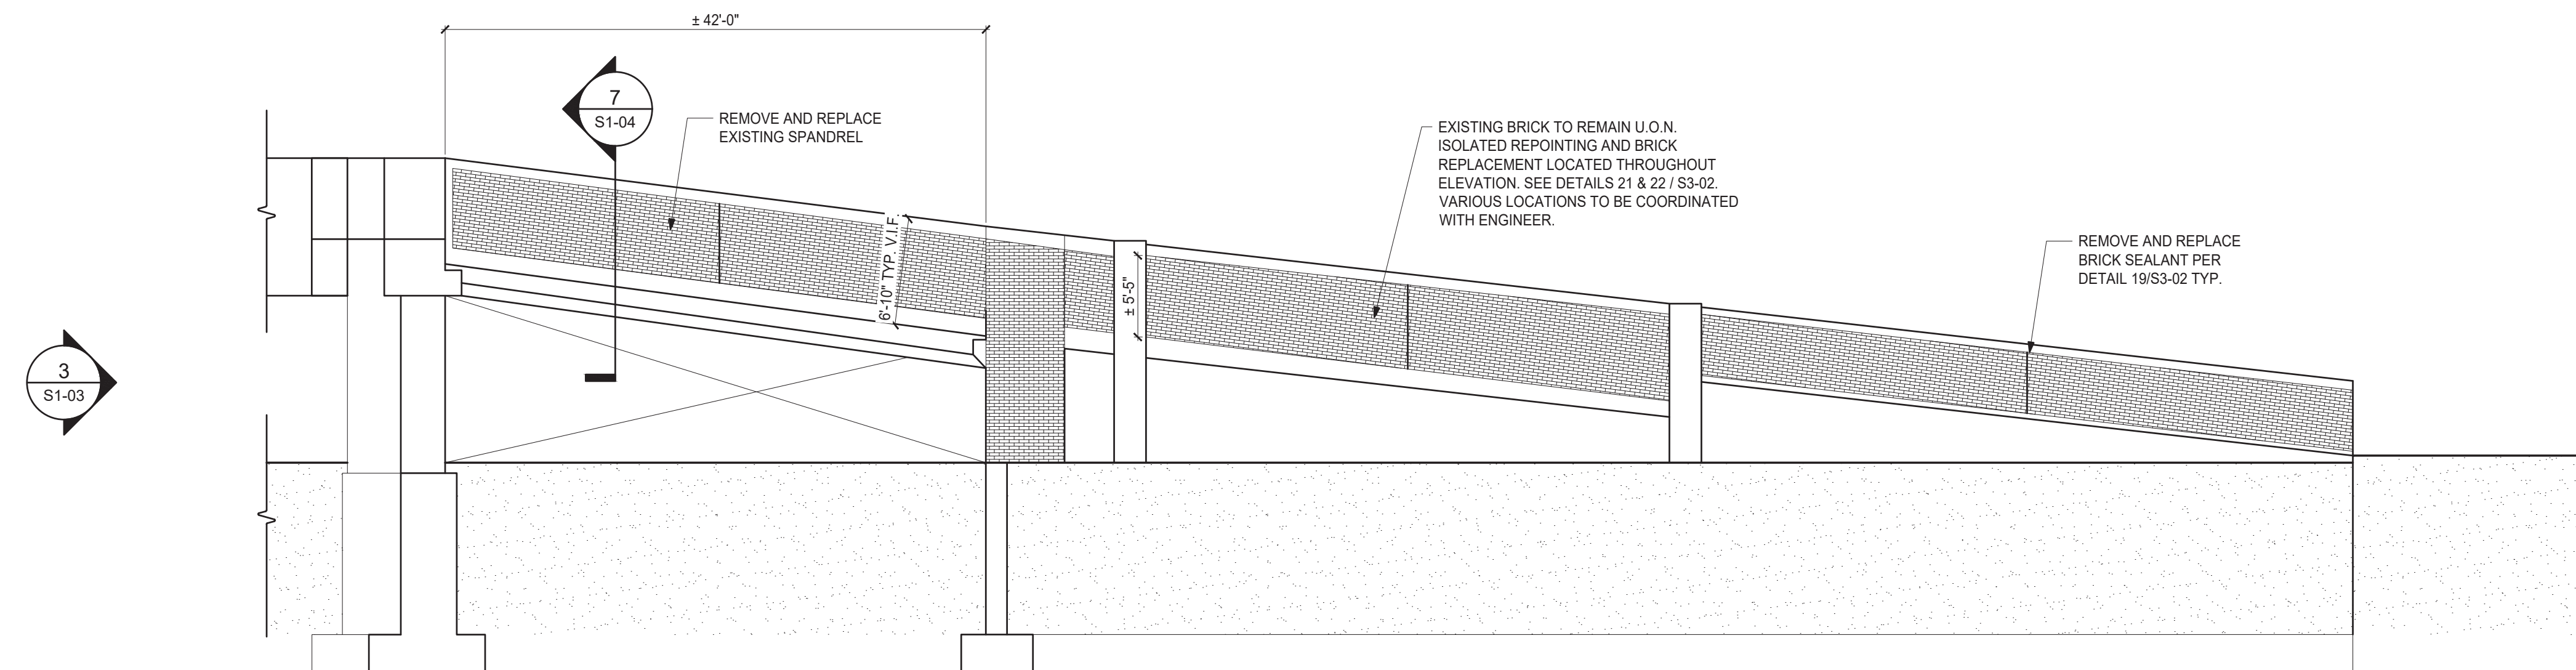 ± 42'-0"
7
S1-04
REMOVE AND REPLACE
EXISTING SPANDREL
EXISTING BRICK TO REMAIN U.O.N.
ISOLATED REPOINTING AND BRICK
REPLACEMENT LOCATED THROUGHOUT
ELEVATION. SEE DETAILS 21 & 22 / S3-02.
VARIOUS LOCATIONS TO BE COORDINATED
WITH ENGINEER.
6'-10" TYP. V.I.F.
± 5'-5"
REMOVE AND REPLACE
BRICK SEALANT PER
DETAIL 19/S3-02 TYP.
3
S1-03